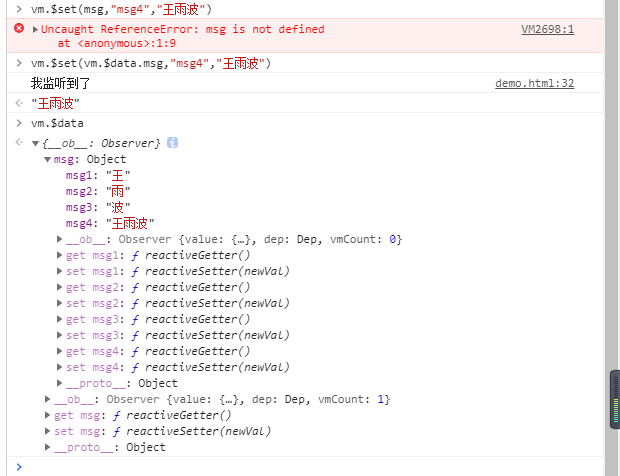 vm.$set(msg,"msg4","王雨波")
Uncaught ReferenceError: msg is not defined VM2698:1
at <anonymous>:1:9
vm.$set(vm.$data.msg,"msg4","王雨波")
我监听到了 demo.html:32
"王雨波"
vm.$data
{__ob__: Observer}
msg: Object
msg1: "王"
msg2: "雨"
msg3: "波"
msg4: "王雨波"
__ob__: Observer {value: {…}, dep: Dep, vmCount: 0}
get msg1: ƒ reactiveGetter()
set msg1: ƒ reactiveSetter(newVal)
get msg2: ƒ reactiveGetter()
set msg2: ƒ reactiveSetter(newVal)
get msg3: ƒ reactiveGetter()
set msg3: ƒ reactiveSetter(newVal)
get msg4: ƒ reactiveGetter()
set msg4: ƒ reactiveSetter(newVal)
__proto__: Object
__ob__: Observer {value: {…}, dep: Dep, vmCount: 1}
get msg: ƒ reactiveGetter()
set msg: ƒ reactiveSetter(newVal)
__proto__: Object